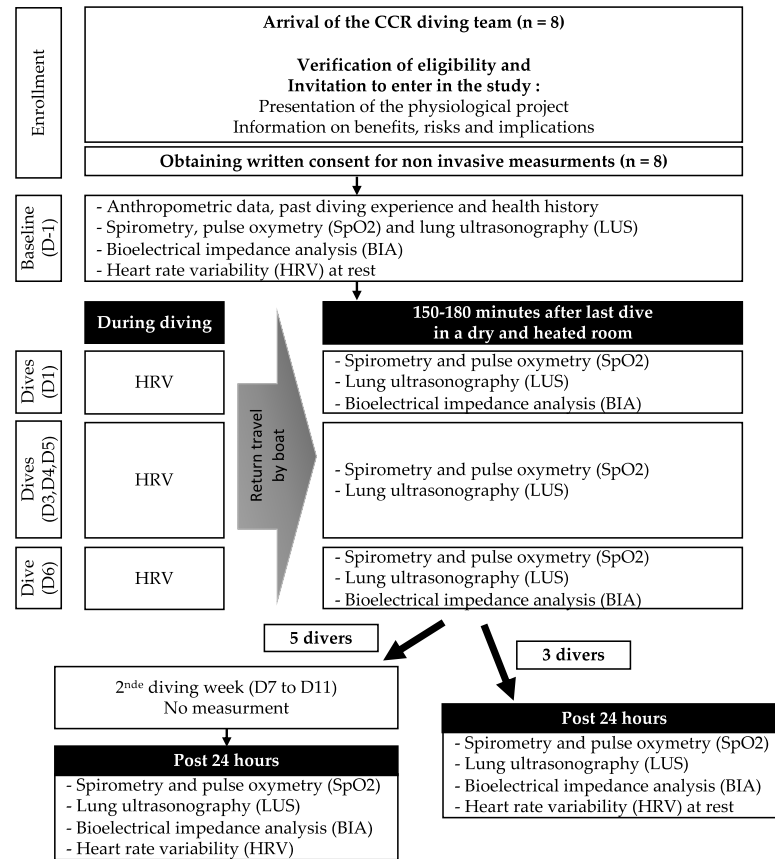 Enrollment
Arrival of the CCR diving team (n = 8)
Verification of eligibility and
Invitation to enter in the study :
Presentation of the physiological project
Information on benefits, risks and implications
Obtaining written consent for non invasive measurments (n = 8)
Baseline
(D-1)
- Anthropometric data, past diving experience and health history
- Spirometry, pulse oxymetry (SpO2) and lung ultrasonography (LUS)
- Bioelectrical impedance analysis (BIA)
- Heart rate variability (HRV) at rest
During diving
150-180 minutes after last dive
in a dry and heated room
Dives
(D1)
HRV
Return travel
by boat
- Spirometry and pulse oxymetry (SpO2)
- Lung ultrasonography (LUS)
- Bioelectrical impedance analysis (BIA)
Dives
(D3,D4,D5)
HRV
- Spirometry and pulse oxymetry (SpO2)
- Lung ultrasonography (LUS)
Dive
(D6)
HRV
- Spirometry and pulse oxymetry (SpO2)
- Lung ultrasonography (LUS)
- Bioelectrical impedance analysis (BIA)
5 divers
3 divers
2nde diving week (D7 to D11)
No measurment
Post 24 hours
- Spirometry and pulse oxymetry (SpO2)
- Lung ultrasonography (LUS)
- Bioelectrical impedance analysis (BIA)
- Heart rate variability (HRV)
Post 24 hours
- Spirometry and pulse oxymetry (SpO2)
- Lung ultrasonography (LUS)
- Bioelectrical impedance analysis (BIA)
- Heart rate variability (HRV) at rest